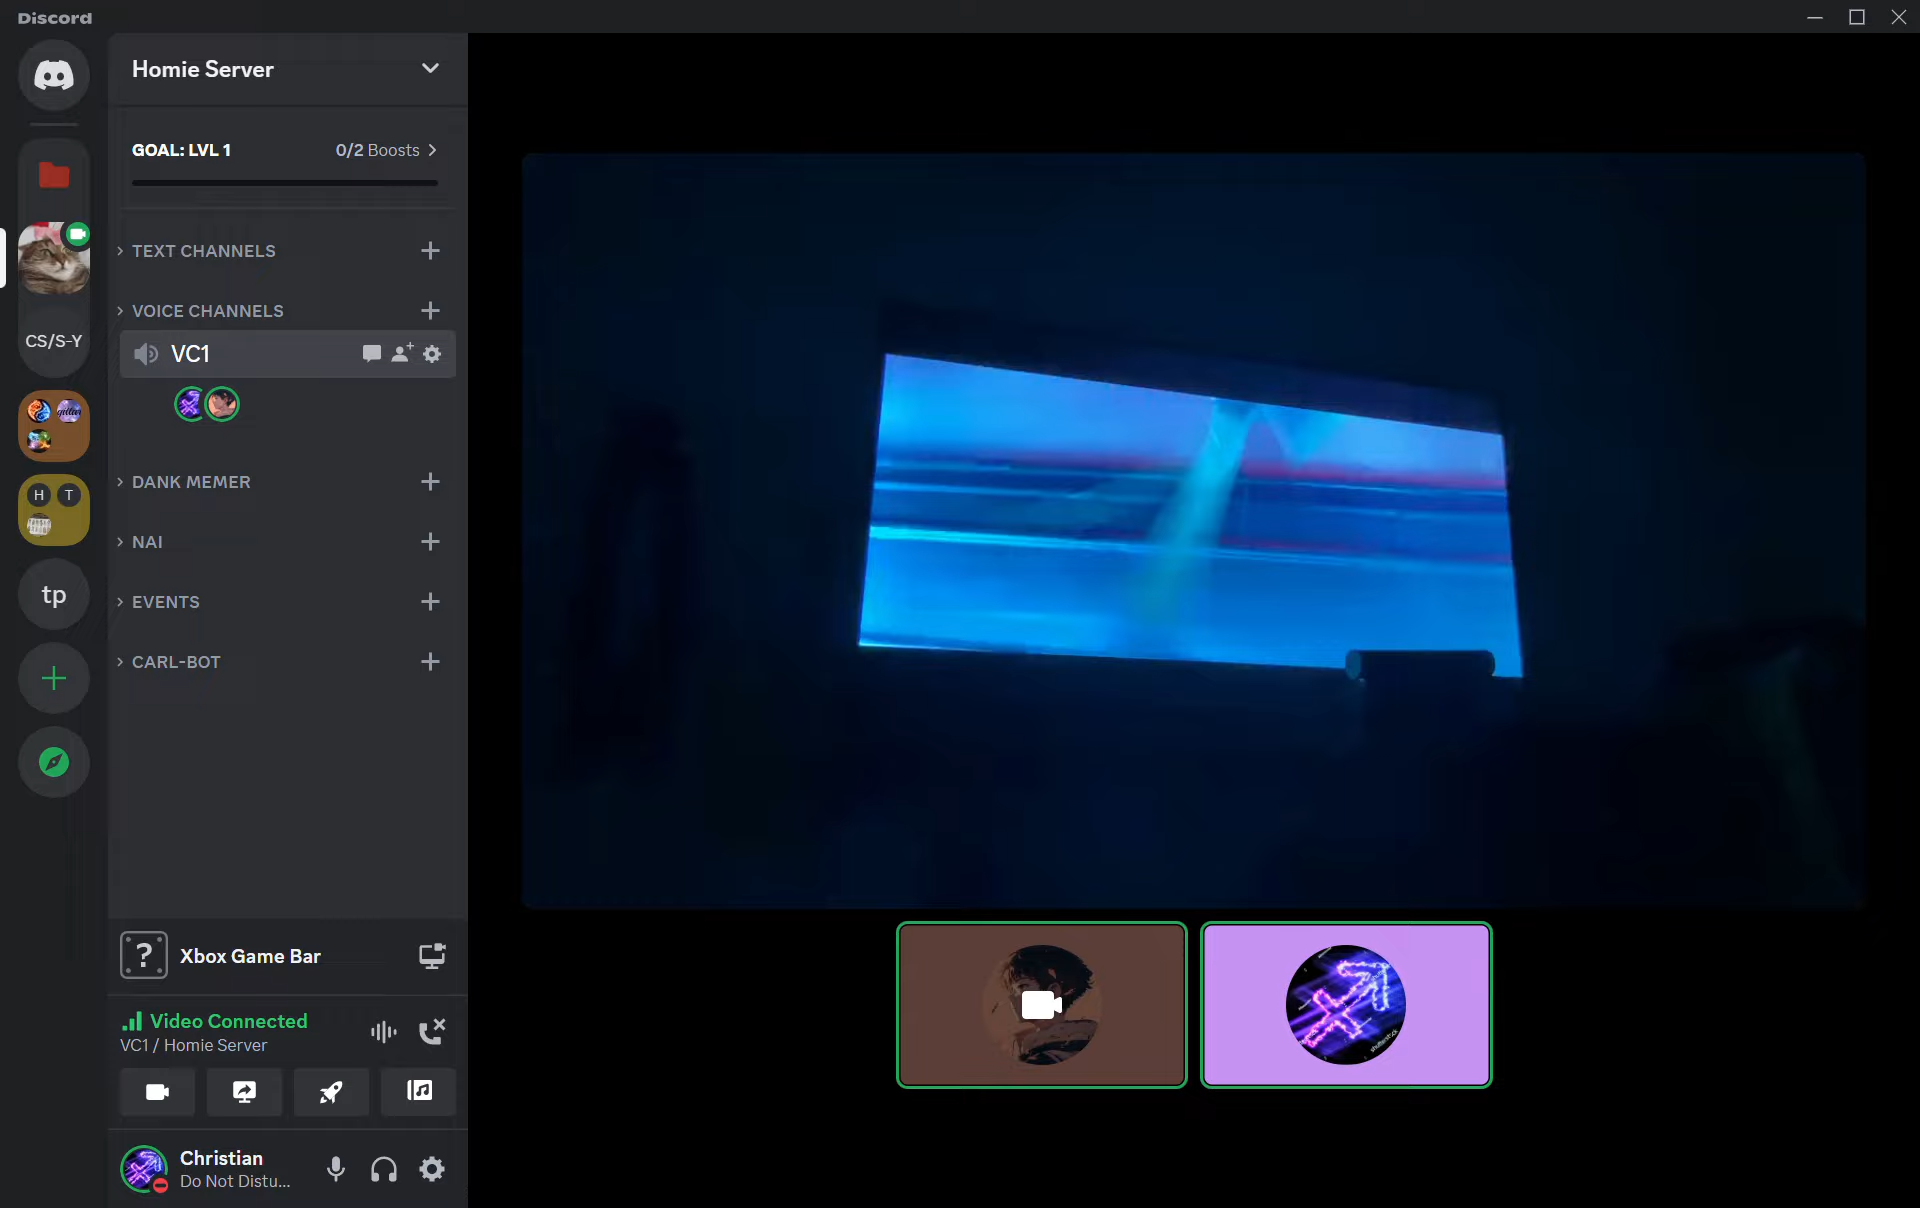 Discord
Homie Server
GOAL: LVL 1
0/2 Boosts
TEXT CHANNELS
VOICE CHANNELS
VC1
CS/S-Y
DANK MEMER
H T
NAI
tp
EVENTS
CARL-BOT
?
Xbox Game Bar
Video Connected
VC1 / Homie Server
Christian
Do Not Distu...
shutterstock